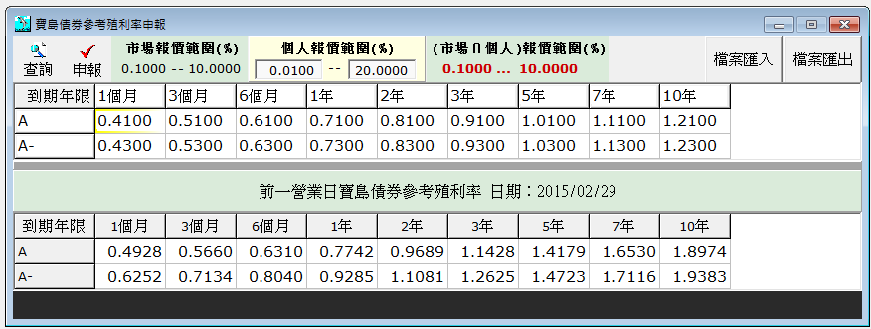 寶島債券參考殖利率申報
查詢 申報 市場報價範圍(%) 個人報價範圍(%) (市場∩個人)報價範圍(%) 檔案匯入 檔案匯出
0.1000 -- 10.0000 0.0100 -- 20.0000 0.1000 ... 10.0000
到期年限 1個月 3個月 6個月 1年 2年 3年 5年 7年 10年
A 0.4100 0.5100 0.6100 0.7100 0.8100 0.9100 1.0100 1.1100 1.2100
A- 0.4300 0.5300 0.6300 0.7300 0.8300 0.9300 1.0300 1.1300 1.2300
前一營業日寶島債券參考殖利率 日期：2015/02/29
到期年限 1個月 3個月 6個月 1年 2年 3年 5年 7年 10年
A 0.4928 0.5660 0.6310 0.7742 0.9689 1.1428 1.4179 1.6530 1.8974
A- 0.6252 0.7134 0.8040 0.9285 1.1081 1.2625 1.4723 1.7116 1.9383